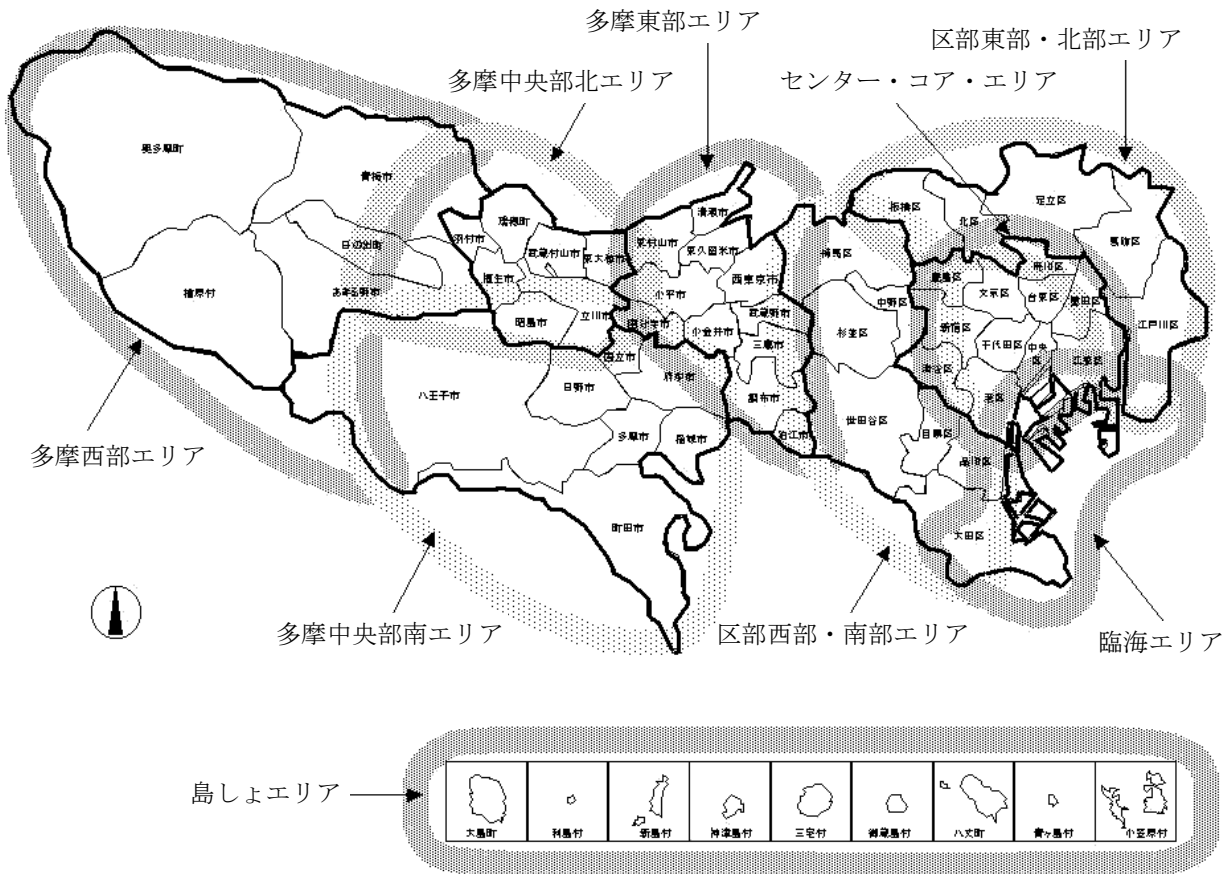 多摩東部エリア
区部東部・北部エリア
多摩中央部北エリア
センター・コア・エリア
奥多摩町
青梅市
日の出町
あきる野市
檜原村
瑞穂町
羽村市
武蔵村山市
東大和市
福生市
昭島市
立川市
清瀬市
東村山市
東久留米市
西東京市
小平市
国分寺市
小金井市
武蔵野市
三鷹市
調布市
狛江市
国立市
府中市
八王子市
日野市
多摩市
稲城市
町田市
板橋区
北区
足立区
葛飾区
練馬区
豊島区
荒川区
中野区
文京区
台東区
墨田区
杉並区
新宿区
千代田区
中央
区
江東区
江戸川区
渋谷区
港区
世田谷区
目黒区
品川区
大田区
多摩西部エリア
多摩中央部南エリア
区部西部・南部エリア
臨海エリア
島しょエリア
大島町
利島村
新島村
神津島村
三宅村
御蔵島村
八丈町
青ヶ島村
小笠原村